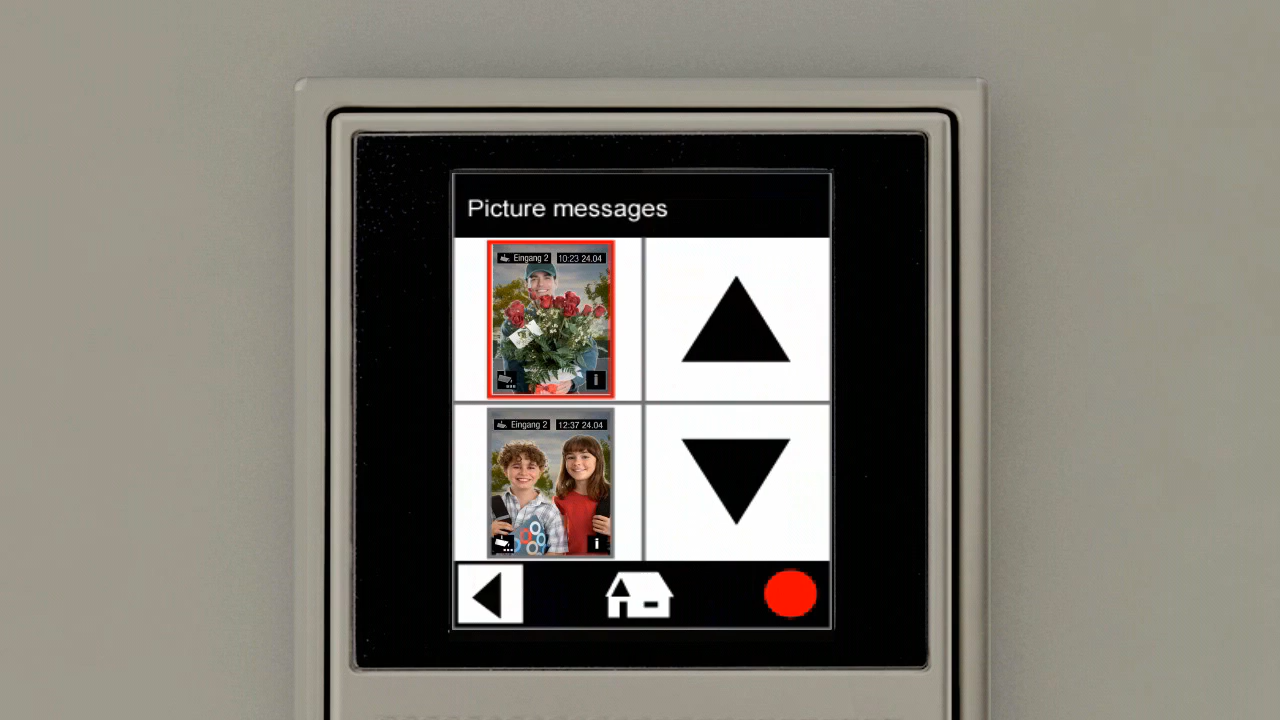 Picture messages
Eingang 2 10:23 24.04
i
Eingang 2 12:37 24.04
i